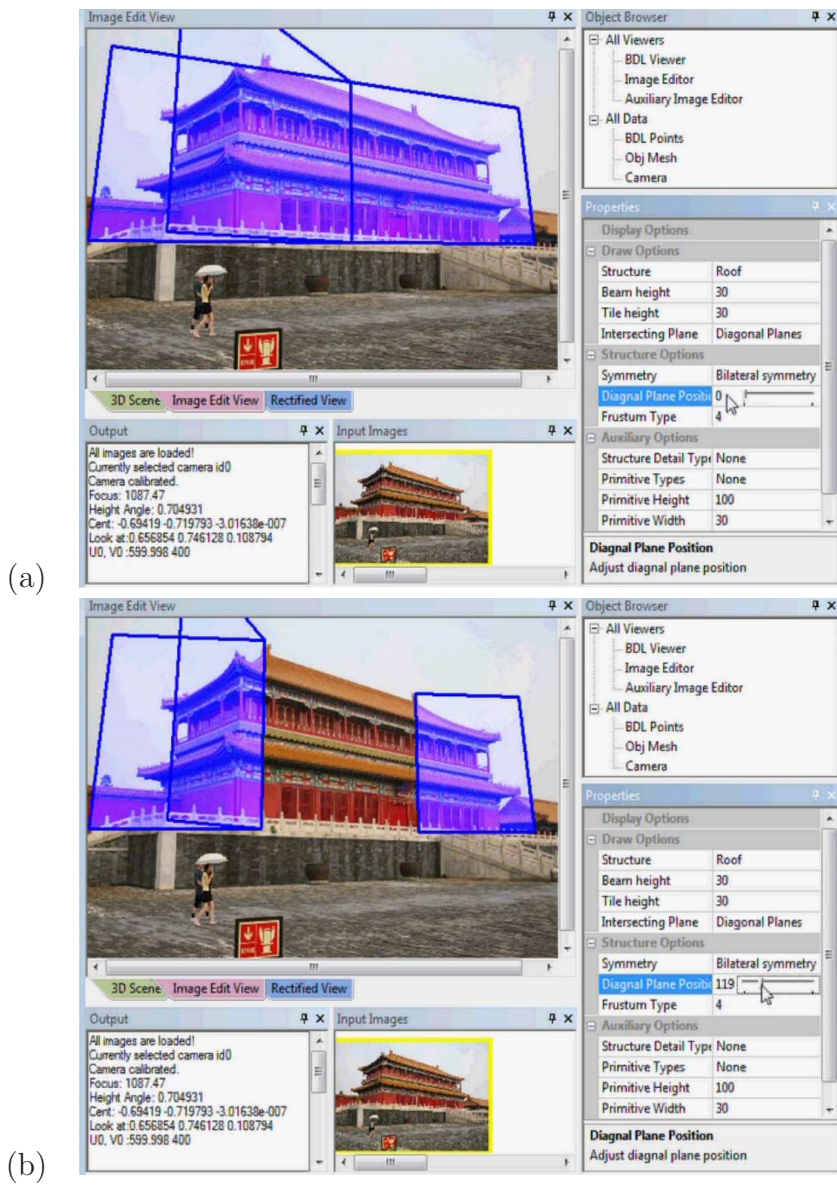 Image Edit View
Object Browser
All Viewers
BDL Viewer
Image Editor
Auxiliary Image Editor
All Data
BDL Points
Obj Mesh
Camera
Properties
Display Options
Draw Options
Structure Roof
Beam height 30
Tile height 30
Intersecting Plane Diagonal Planes
Structure Options
Symmetry Bilateral symmetry
Diagnal Plane Positic 0
Frustum Type 4
Auxiliary Options
Structure Detail Type None
Primitive Types None
Primitive Height 100
Primitive Width 30
Diagnal Plane Position
Adjust diagnal plane position
3D Scene Image Edit View Rectified View
Output
All images are loaded!
Currently selected camera id0
Camera calibrated.
Focus: 1087.47
Height Angle: 0.704931
Cent: -0.69419 -0.719793 -3.01638e-007
Look at:0.656854 0.746128 0.108794
U0, V0 :599.998 400
Input Images
(a)
Image Edit View
Object Browser
All Viewers
BDL Viewer
Image Editor
Auxiliary Image Editor
All Data
BDL Points
Obj Mesh
Camera
Properties
Display Options
Draw Options
Structure Roof
Beam height 30
Tile height 30
Intersecting Plane Diagonal Planes
Structure Options
Symmetry Bilateral symmetry
Diagnal Plane Positic 119
Frustum Type 4
Auxiliary Options
Structure Detail Type None
Primitive Types None
Primitive Height 100
Primitive Width 30
Diagnal Plane Position
Adjust diagnal plane position
3D Scene Image Edit View Rectified View
Output
All images are loaded!
Currently selected camera id0
Camera calibrated.
Focus: 1087.47
Height Angle: 0.704931
Cent: -0.69419 -0.719793 -3.01638e-007
Look at:0.656854 0.746128 0.108794
U0, V0 :599.998 400
Input Images
(b)